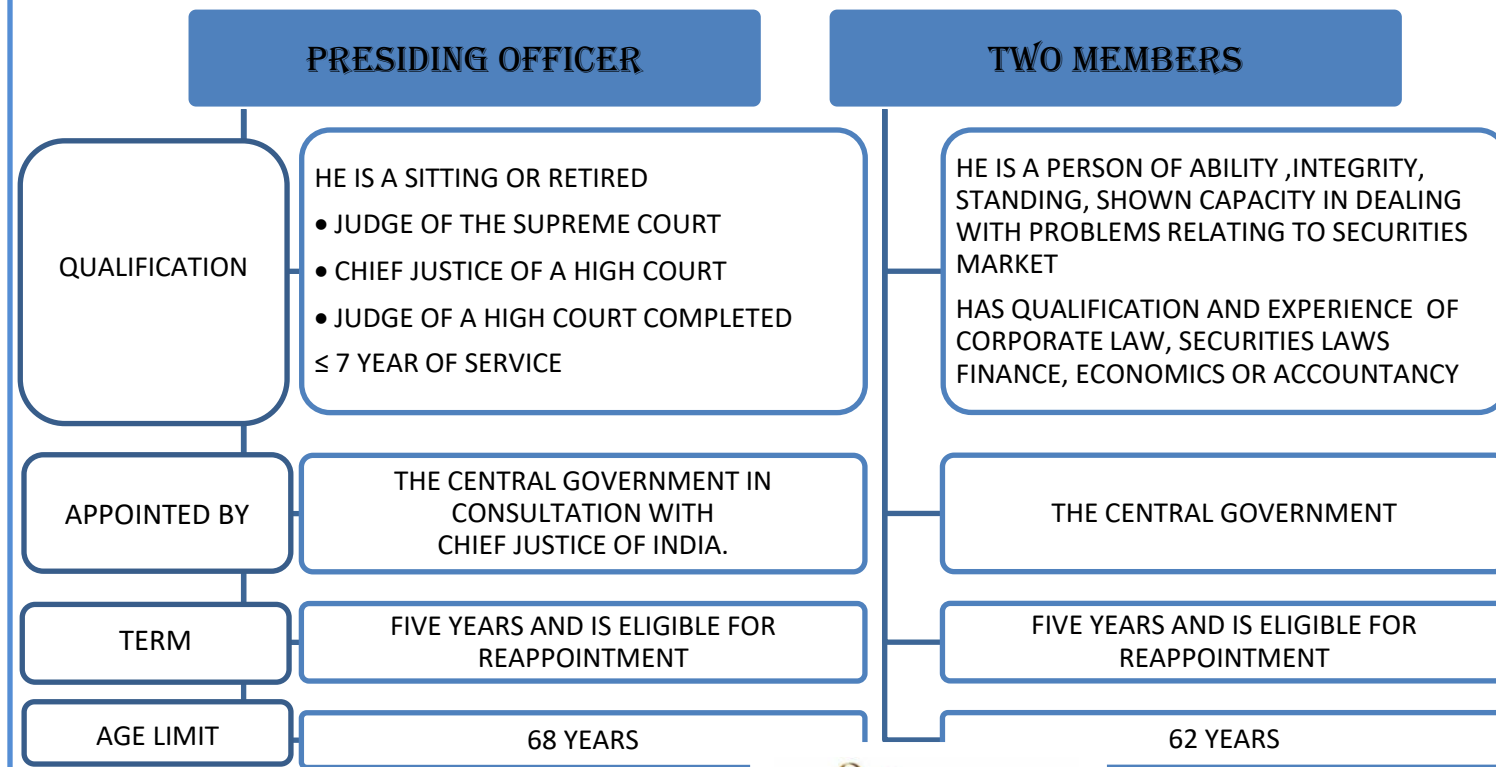 PRESIDING OFFICER
TWO MEMBERS
QUALIFICATION
HE IS A SITTING OR RETIRED
• JUDGE OF THE SUPREME COURT
• CHIEF JUSTICE OF A HIGH COURT
• JUDGE OF A HIGH COURT COMPLETED
≤ 7 YEAR OF SERVICE
HE IS A PERSON OF ABILITY ,INTEGRITY,
STANDING, SHOWN CAPACITY IN DEALING
WITH PROBLEMS RELATING TO SECURITIES
MARKET
HAS QUALIFICATION AND EXPERIENCE OF
CORPORATE LAW, SECURITIES LAWS
FINANCE, ECONOMICS OR ACCOUNTANCY
APPOINTED BY
THE CENTRAL GOVERNMENT IN
CONSULTATION WITH
CHIEF JUSTICE OF INDIA.
THE CENTRAL GOVERNMENT
TERM
FIVE YEARS AND IS ELIGIBLE FOR
REAPPOINTMENT
FIVE YEARS AND IS ELIGIBLE FOR
REAPPOINTMENT
AGE LIMIT
68 YEARS
62 YEARS